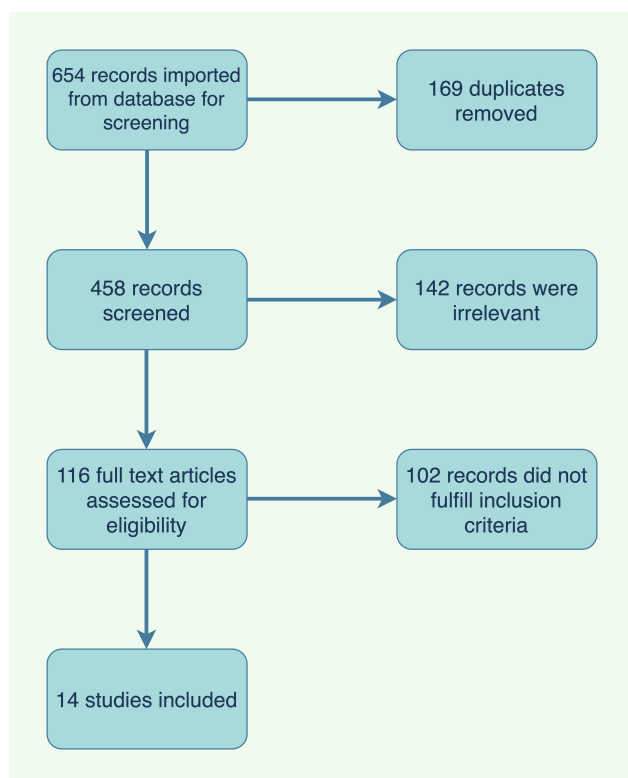 654 records imported
from database for
screening
169 duplicates
removed
458 records
screened
142 records were
irrelevant
116 full text articles
assessed for
eligibility
102 records did not
fulfill inclusion
criteria
14 studies included